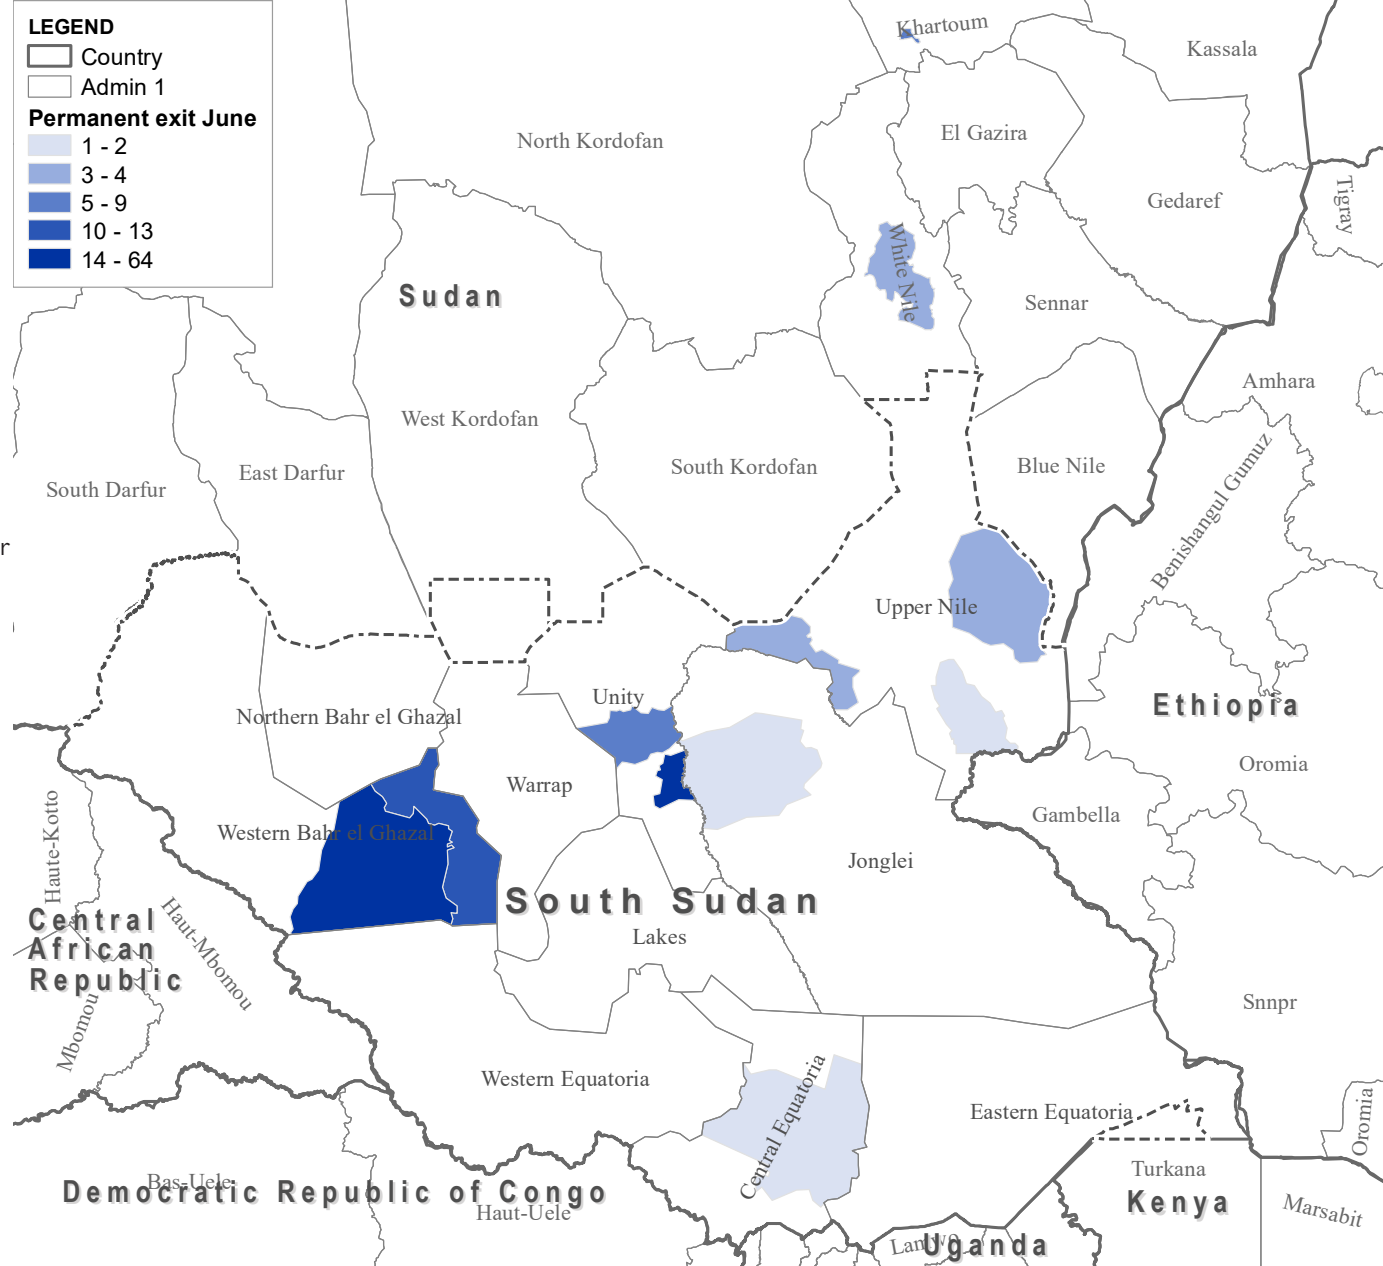 LEGEND
Country
Admin 1
Permanent exit June
1 - 2
3 - 4
5 - 9
10 - 13
14 - 64
Khartoum
Kassala
North Kordofan
El Gazira
Gedaref
Tigray
White Nile
Sudan
Sennar
Amhara
West Kordofan
South Kordofan
Blue Nile
East Darfur
South Darfur
Benishangul Gumuz
r
Upper Nile
Unity
Northern Bahr el Ghazal
Ethiopia
Oromia
Warrap
Gambella
Western Bahr el Ghazal
Haute-Kotto
Jonglei
South Sudan
Central
African
Republic
Haut-Mbomou
Lakes
Mbomou
Snnpr
Western Equatoria
Central Equatoria
Eastern Equatoria
Oromia
Turkana
Kenya
Bas-Uele
Democratic Republic of Congo
Haut-Uele
Marsabit
Uganda